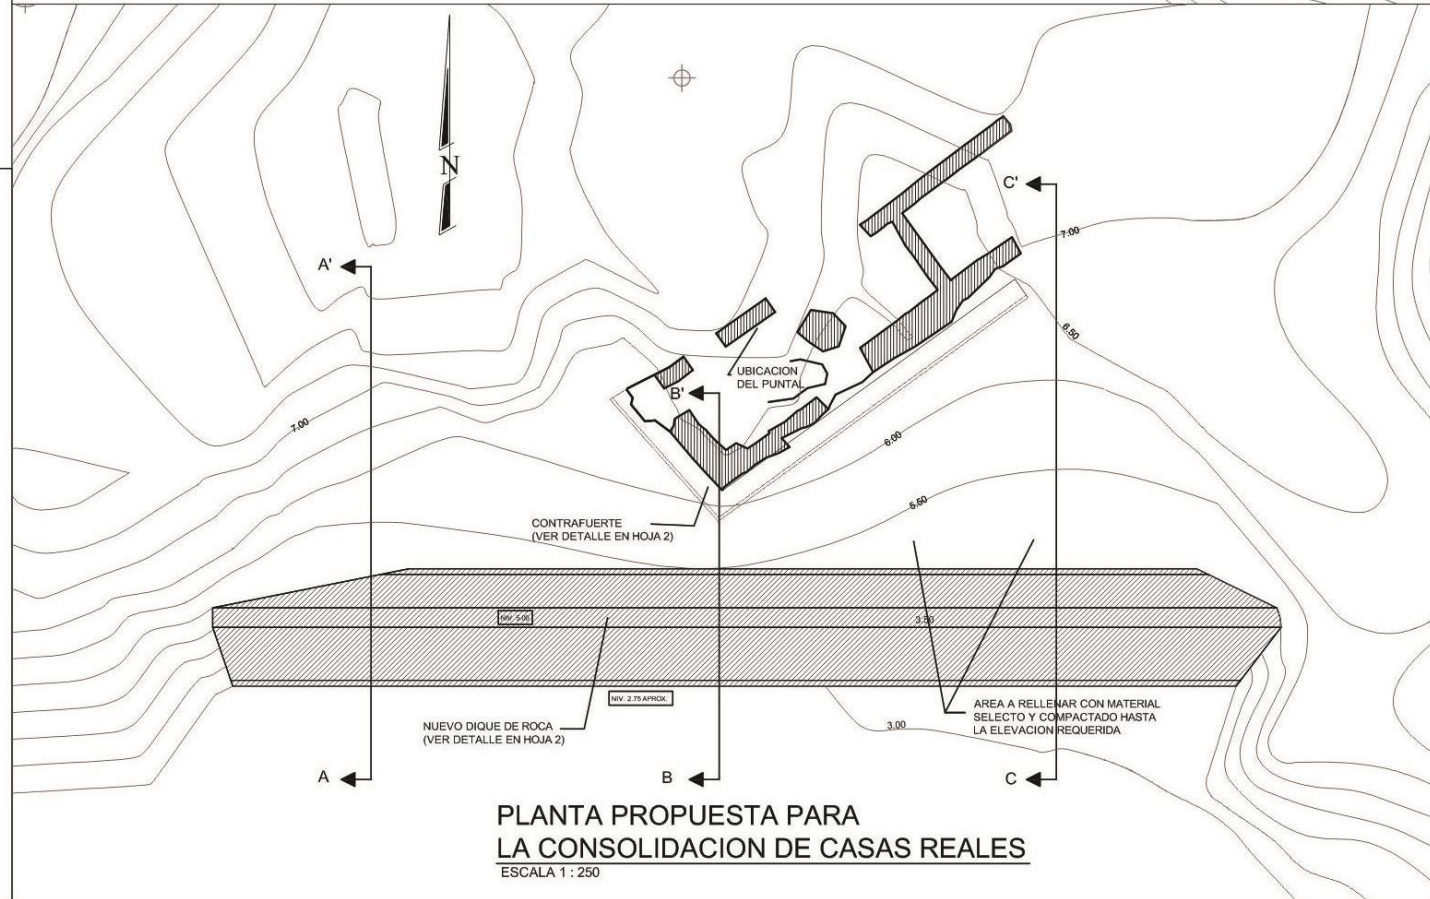 N
C'
7.00
A'
6.50
UBICACION
DEL PUNTAL
B'
7.00
6.00
5.50
CONTRAFUERTE
(VER DETALLE EN HOJA 2)
NIV. 5.00
3.50
NIV. 2.75 APROX.
AREA A RELLENAR CON MATERIAL
SELECTO Y COMPACTADO HASTA
LA ELEVACION REQUERIDA
NUEVO DIQUE DE ROCA
(VER DETALLE EN HOJA 2)
3.00
A
B
C
PLANTA PROPUESTA PARA
LA CONSOLIDACION DE CASAS REALES
ESCALA 1 : 250